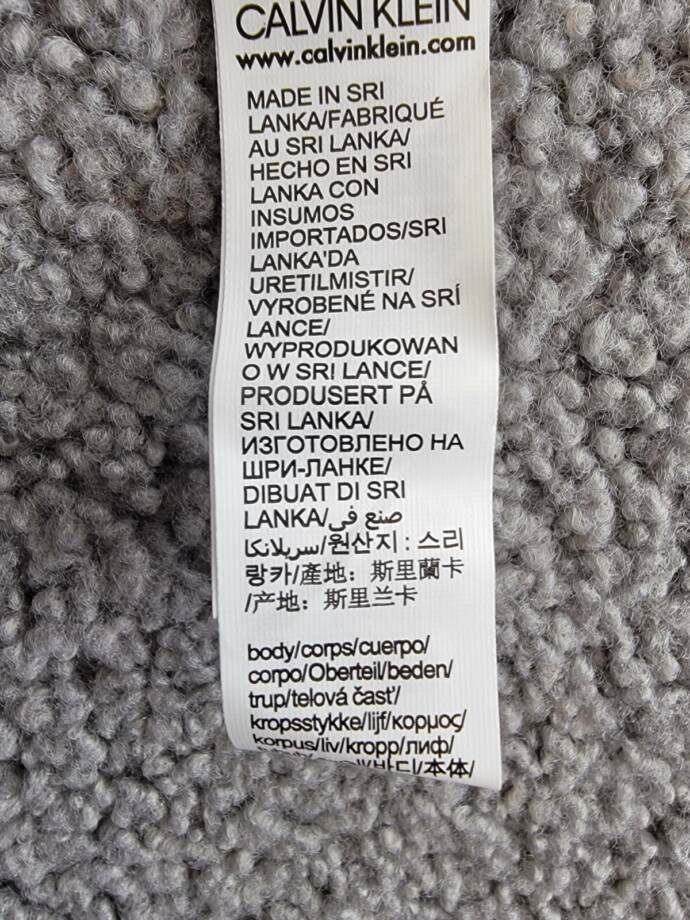 CALVIN KLEIN
www.calvinklein.com
MADE IN SRI
LANKA/FABRIQUÉ
AU SRI LANKA/
HECHO EN SRI
LANKA CON
INSUMOS
IMPORTADOS/SRI
LANKA'DA
URETILMISTIR/
VYROBENÉ NA SRÍ
LANCE/
WYPRODUKOWAN
O W SRI LANCE/
PRODUSERT PÅ
SRI LANKA/
ИЗГОТОВЛЕНО НА
ШРИ-ЛАНКЕ/
DIBUAT DI SRI
LANKA/صنع في
سريلانكا/원산지 : 스리
랑카/產地：斯里蘭卡
/产地：斯里兰卡
body/corps/cuerpo/
corpo/Oberteil/beden/
trup/telová časť/
kropsstykke/lijf/κορμος/
korpus/liv/kropp/лиф/
바디/本体/